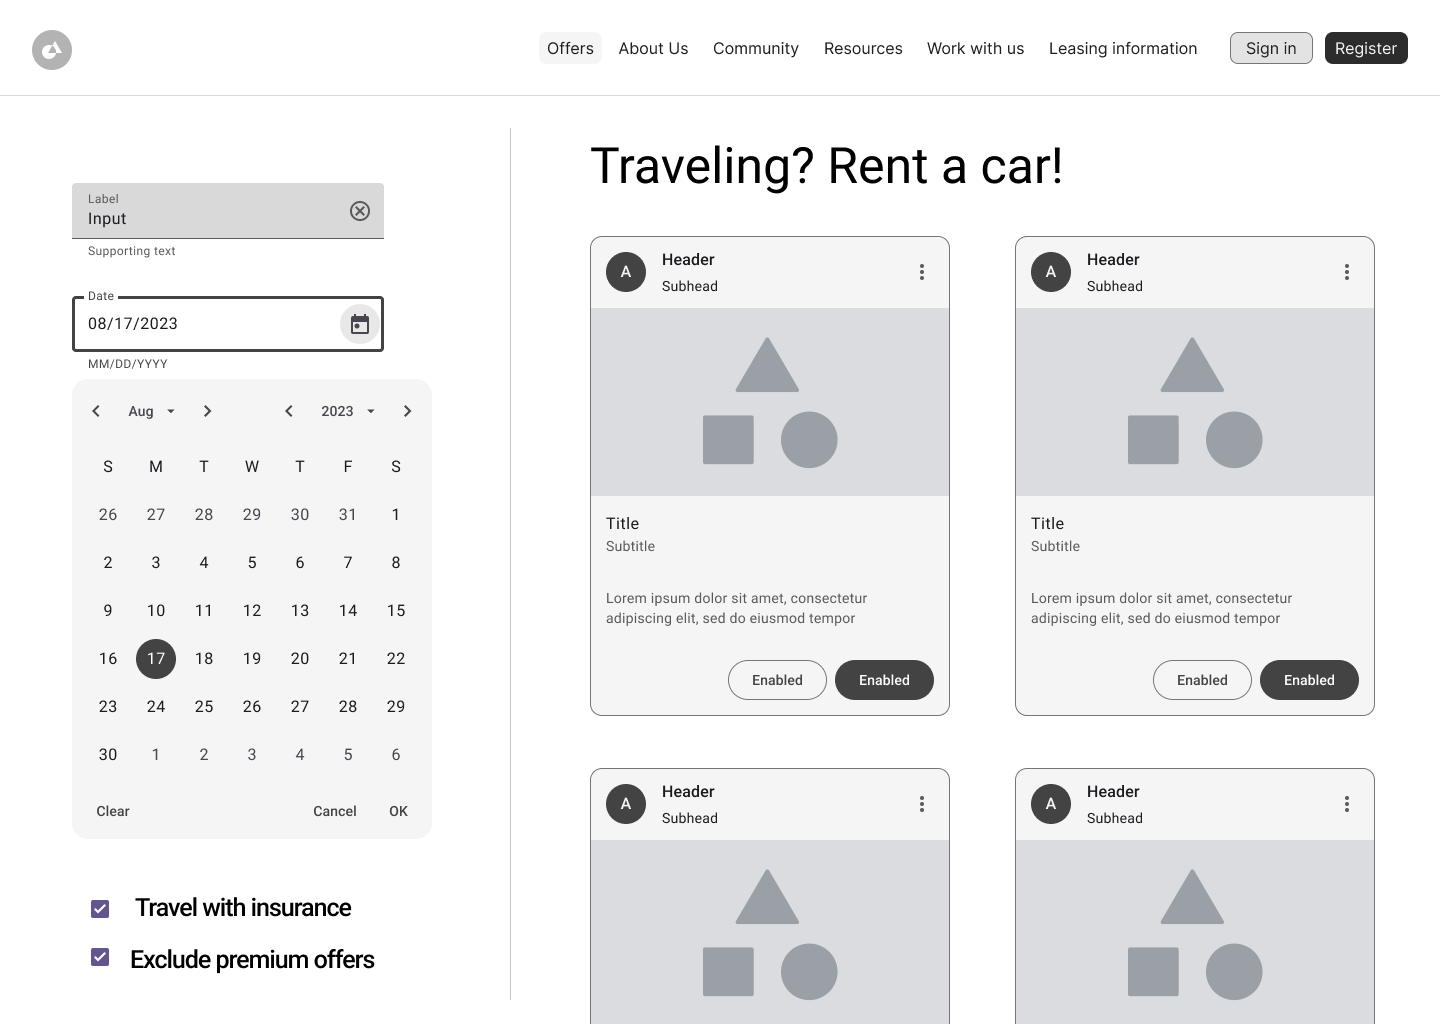 Offers About Us Community Resources Work with us Leasing information Sign in Register
Label
Input
Supporting text
Date
08/17/2023
MM/DD/YYYY
Aug 2023
S M T W T F S
26 27 28 29 30 31 1
2 3 4 5 6 7 8
9 10 11 12 13 14 15
16 17 18 19 20 21 22
23 24 25 26 27 28 29
30 1 2 3 4 5 6
Clear Cancel OK
Travel with insurance
Exclude premium offers
Traveling? Rent a car!
A
Header
Subhead
Title
Subtitle
Lorem ipsum dolor sit amet, consectetur
adipiscing elit, sed do eiusmod tempor
Enabled Enabled
A
Header
Subhead
Title
Subtitle
Lorem ipsum dolor sit amet, consectetur
adipiscing elit, sed do eiusmod tempor
Enabled Enabled
A
Header
Subhead
A
Header
Subhead